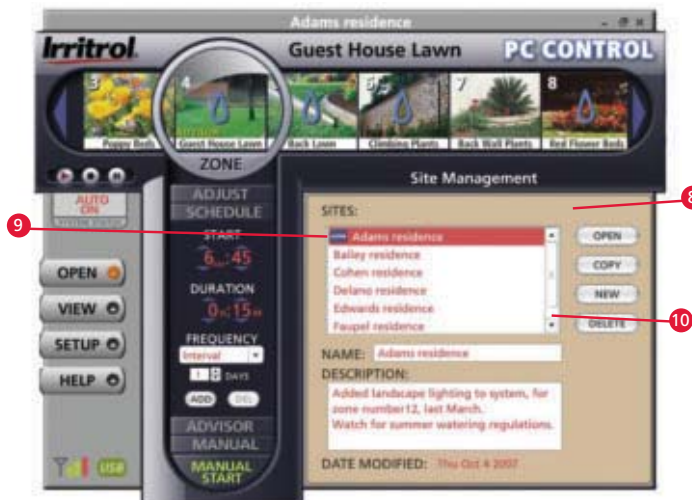 Adams residence
Irritrol
Guest House Lawn
PC CONTROL
3
4
6
7
8
Poppy Beds
Guest House Lawn
Back Lawn
Climbing Plants
Back Wall Plants
Red Flower Beds
ZONE
Site Management
AUTO
ON
SYSTEM STATUS
ADJUST
SCHEDULE
START
6 :45
DURATION
0 :15
FREQUENCY
Interval
1 DAYS
ADD DEL
ADVISOR
MANUAL
MANUAL
START
OPEN
VIEW
SETUP
HELP
USB
SITES:
8
9
Adams residence
Bailey residence
Cohen residence
Delano residence
Edwards residence
Faupel residence
OPEN
COPY
NEW
DELETE
10
NAME: Adams residence
DESCRIPTION:
Added landscape lighting to system, for
zone number12, last March.
Watch for summer watering regulations.
DATE MODIFIED: Thu Oct 4 2007